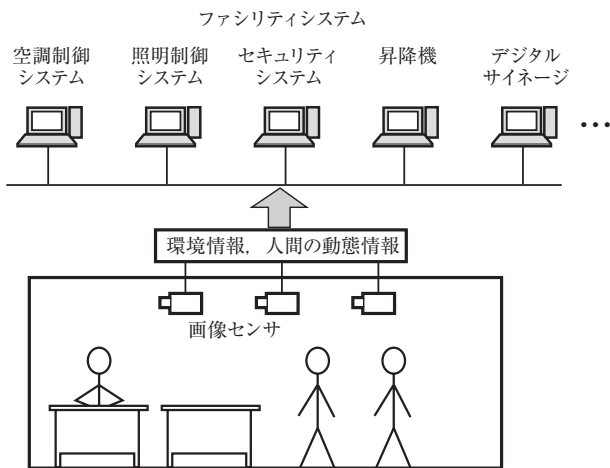 ファシリティシステム
空調制御
システム
照明制御
システム
セキュリティ
システム
昇降機
デジタル
サイネージ
…
環境情報，人間の動態情報
画像センサ